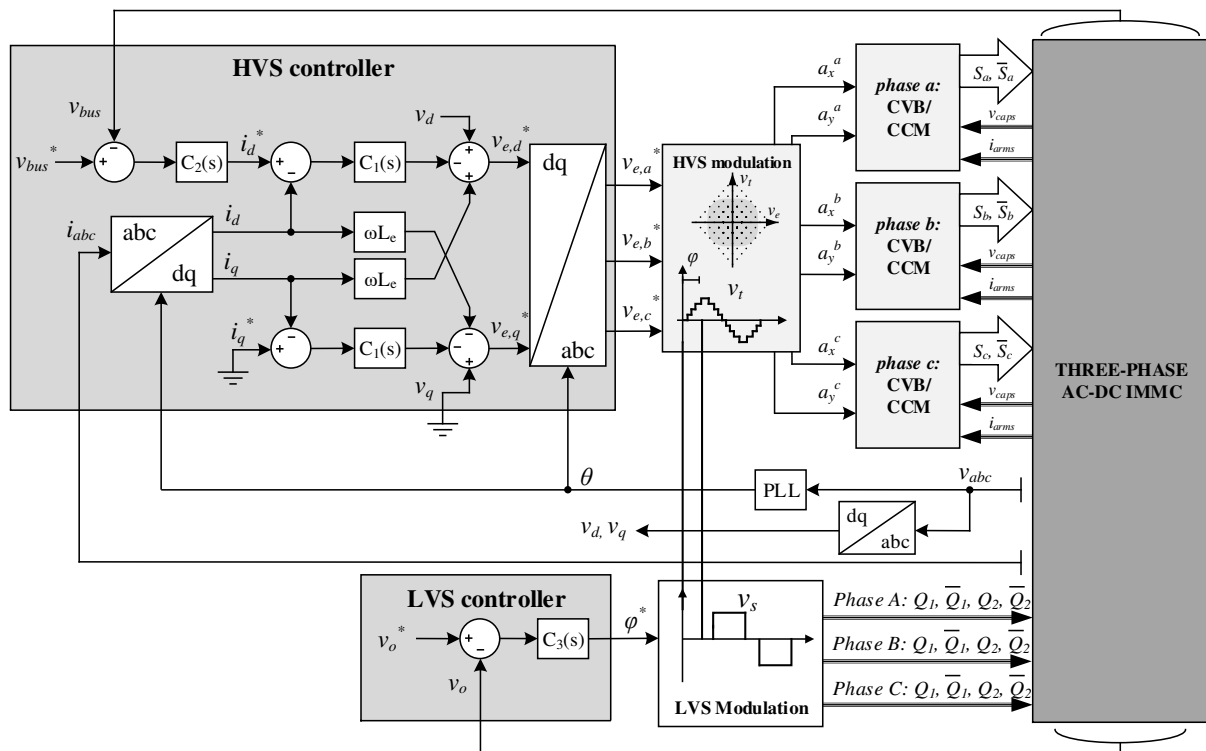 HVS controller
v_bus
v_bus*
+
-
C₂(s)
i_d*
+
-
C₁(s)
v_d
-
+
+
v_e,d*
i_abc
abc
dq
i_d
i_q
ωL_e
ωL_e
i_q*
+
-
C₁(s)
-
-
+
v_e,q*
v_q
dq
abc
v_e,a*
v_e,b*
v_e,c*
HVS modulation
v_t
v_e
φ
v_t
a_x^a
a_y^a
phase a:
CVB/
CCM
S_a, S̅_a
v_caps
i_arms
a_x^b
a_y^b
phase b:
CVB/
CCM
S_b, S̅_b
v_caps
i_arms
a_x^c
a_y^c
phase c:
CVB/
CCM
S_c, S̅_c
v_caps
i_arms
THREE-PHASE
AC-DC IMMC
θ
PLL
v_abc
v_d, v_q
dq
abc
LVS controller
v_o*
+
-
v_o
C₃(s)
φ*
v_s
LVS Modulation
Phase A: Q₁, Q̅₁, Q₂, Q̅₂
Phase B: Q₁, Q̅₁, Q₂, Q̅₂
Phase C: Q₁, Q̅₁, Q₂, Q̅₂